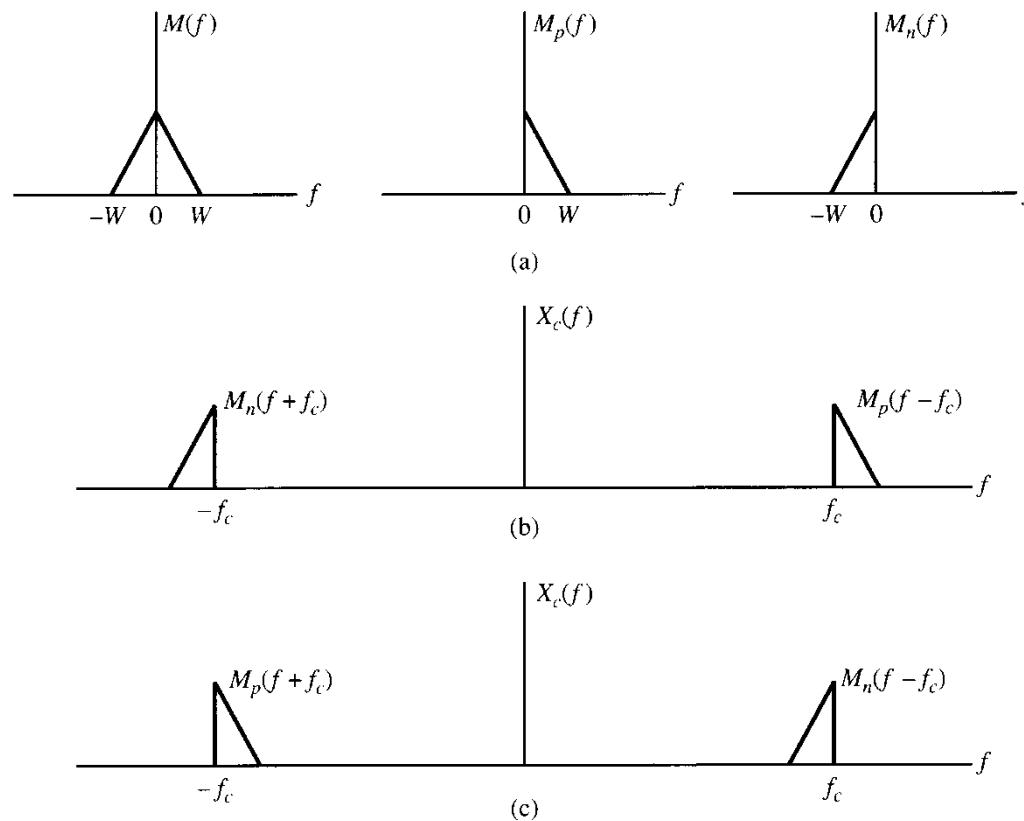 M(f)
f
−W 0 W
M_p(f)
f
0 W
M_n(f)
−W 0
(a)
X_c(f)
M_n(f + f_c)
M_p(f − f_c)
f
−f_c
f_c
(b)
X_c(f)
M_p(f + f_c)
M_n(f − f_c)
f
−f_c
f_c
(c)